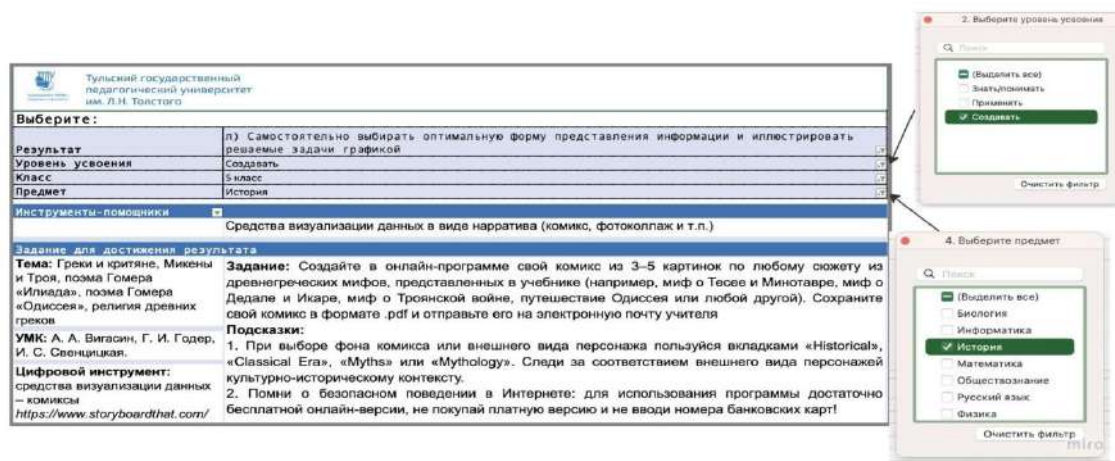 Тульский государственный
педагогический университет
им. Л.Н. Толстого
Выберите:
Результат
л) Самостоятельно выбирать оптимальную форму представления информации и иллюстрировать
решаемые задачи графикой
Уровень усвоения
Создавать
Класс
5 класс
Предмет
История
Инструменты-помощники
Средства визуализации данных в виде нарратива (комикс, фотоколлаж и т.п.)
Задание для достижения результата
Тема: Греки и критяне, Микены
и Троя, поэма Гомера
«Илиада», поэма Гомера
«Одиссея», религия древних
греков
УМК: А. А. Вигасин, Г. И. Годер,
И. С. Свенцицкая.
Цифровой инструмент:
средства визуализации данных
– комиксы
https://www.storyboardthat.com/
Задание: Создайте в онлайн-программе свой комикс из 3–5 картинок по любому сюжету из
древнегреческих мифов, представленных в учебнике (например, миф о Тесее и Минотавре, миф о
Дедале и Икаре, миф о Троянской войне, путешествие Одиссея или любой другой). Сохраните
свой комикс в формате .pdf и отправьте его на электронную почту учителя
Подсказки:
1. При выборе фона комикса или внешнего вида персонажа пользуйся вкладками «Historical»,
«Classical Era», «Myths» или «Mythology». Следи за соответствием внешнего вида персонажей
культурно-историческому контексту.
2. Помни о безопасном поведении в Интернете: для использования программы достаточно
бесплатной онлайн-версии, не покупай платную версию и не вводи номера банковских карт!
2. Выберите уровень усвоения
Поиск
(Выделить все)
Знать/понимать
Применять
Создавать
Очистить фильтр
4. Выберите предмет
Поиск
(Выделить все)
Биология
Информатика
История
Математика
Обществознание
Русский язык
Физика
Очистить фильтр
miro